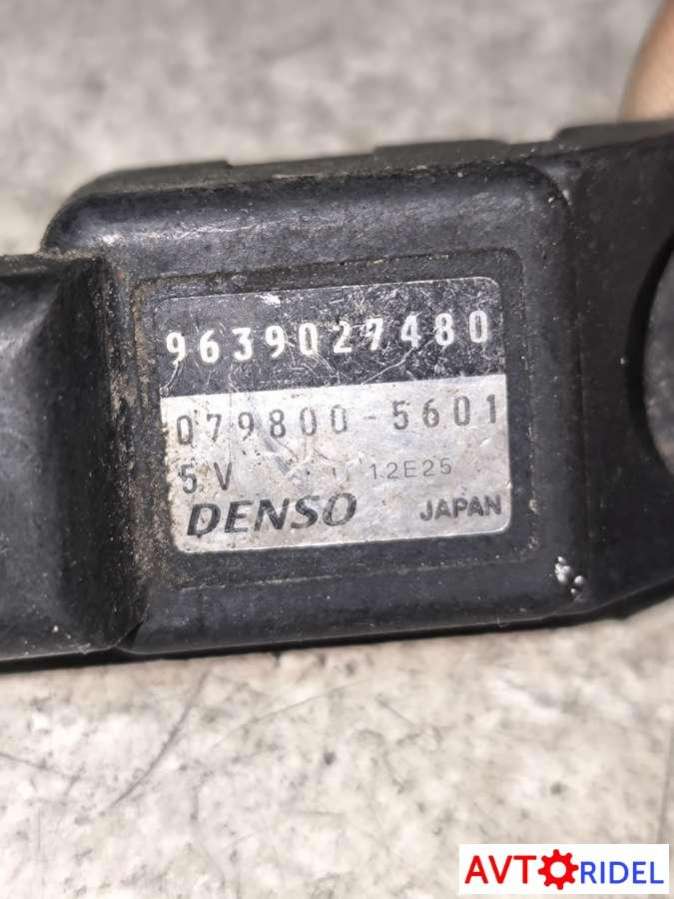 9639027480
079800-5601
5V 12E25
DENSO JAPAN
AVTORIDEL